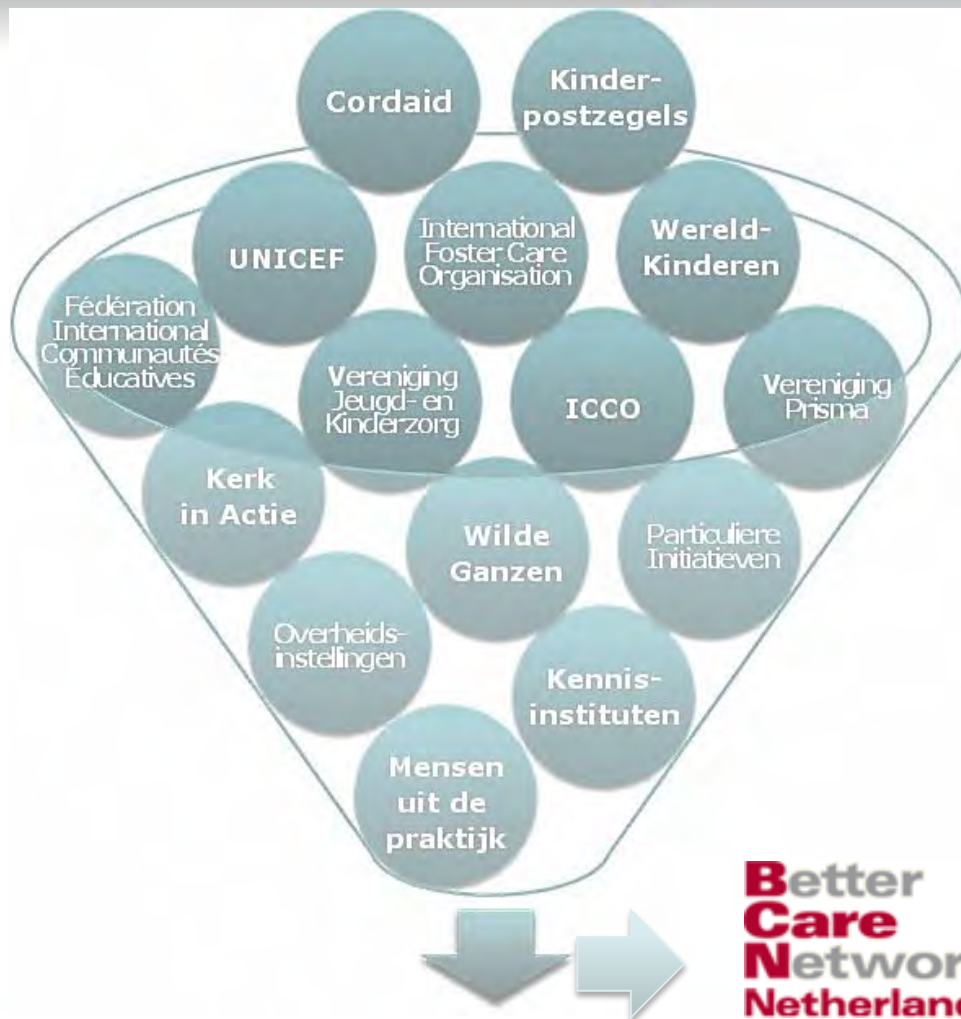 Cordaid
Kinder-
postzegels
UNICEF
International
Foster Care
Organisation
Wereld-
Kinderen
Fédération
International
Communautés
Éducatives
Vereniging
Jeugd- en
Kinderzorg
ICCO
Vereniging
Prisma
Kerk
in Actie
Wilde
Ganzen
Particuliere
Initiatieven
Overheids-
instellingen
Kennis-
instituten
Mensen
uit de
praktijk
Better
Care
Networ
Netherland